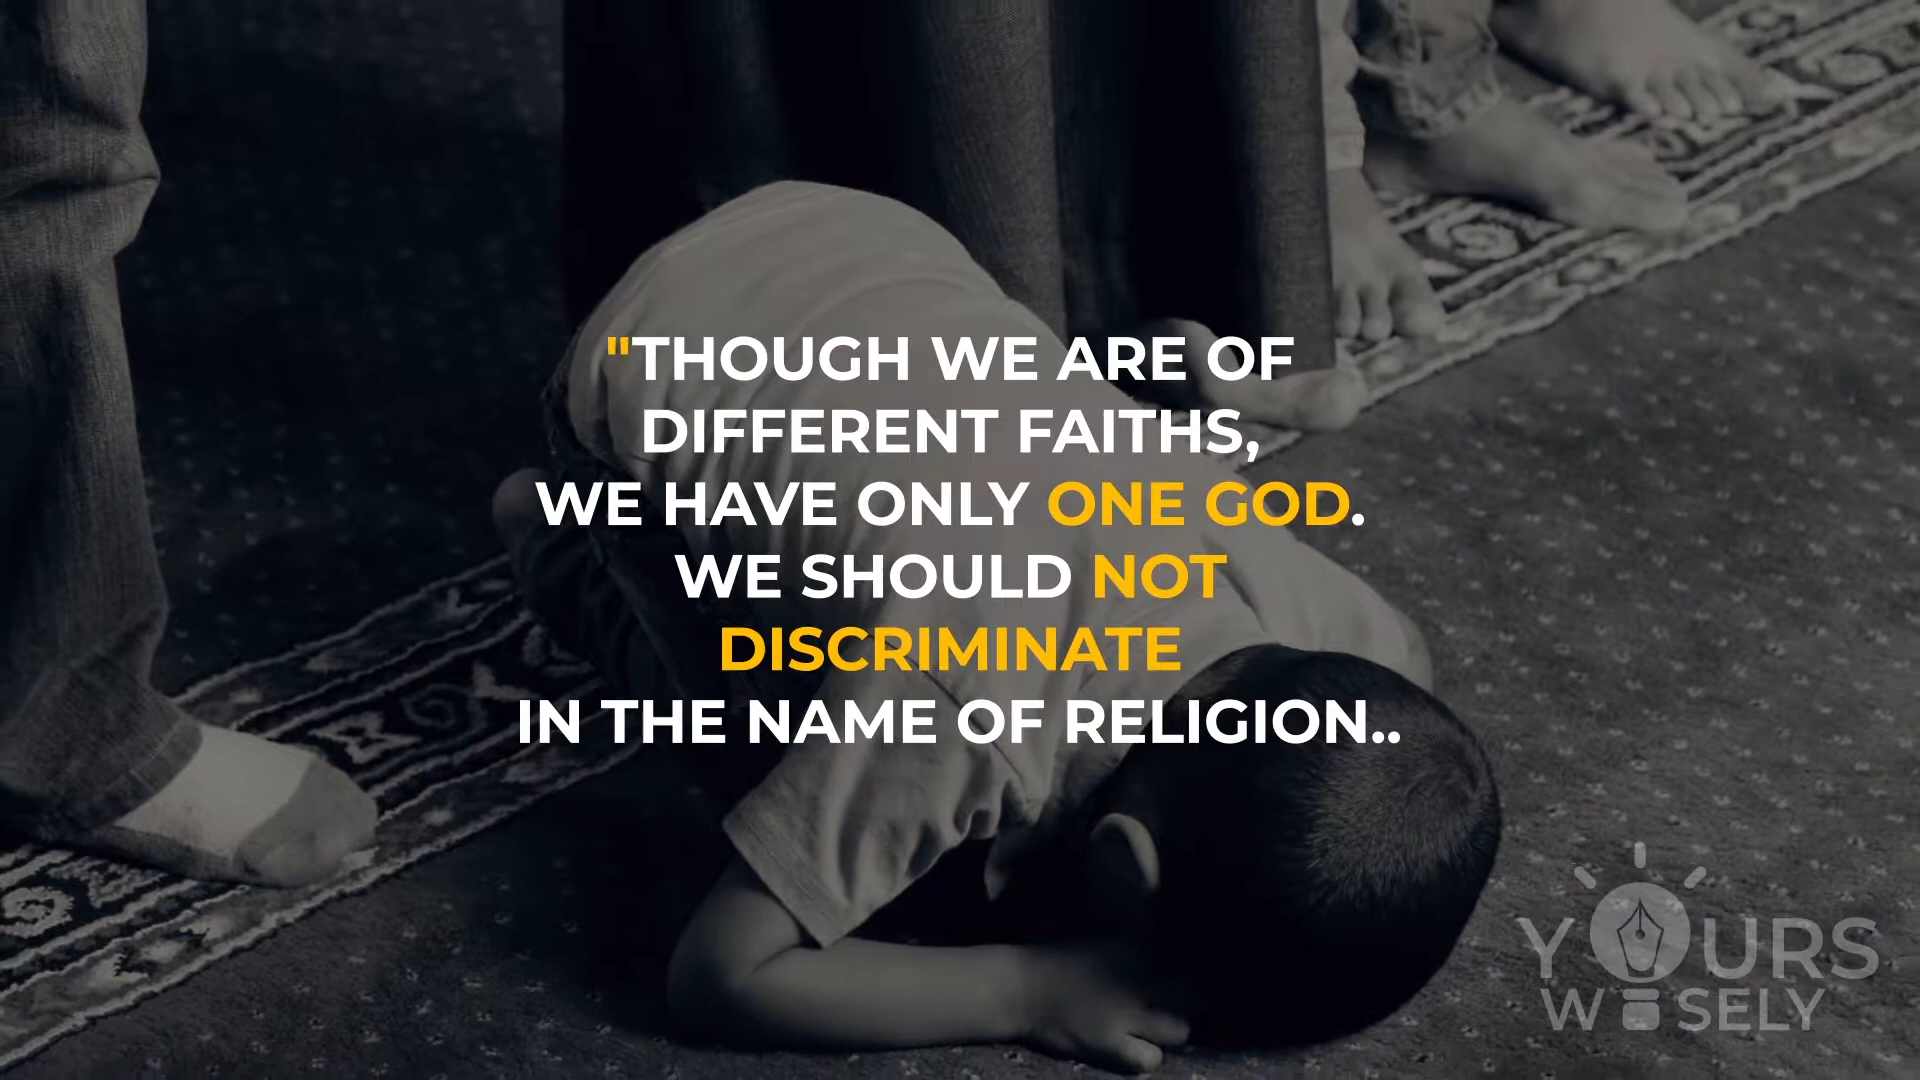 "THOUGH WE ARE OF
DIFFERENT FAITHS,
WE HAVE ONLY ONE GOD.
WE SHOULD NOT
DISCRIMINATE
IN THE NAME OF RELIGION..
YOURS
WISELY